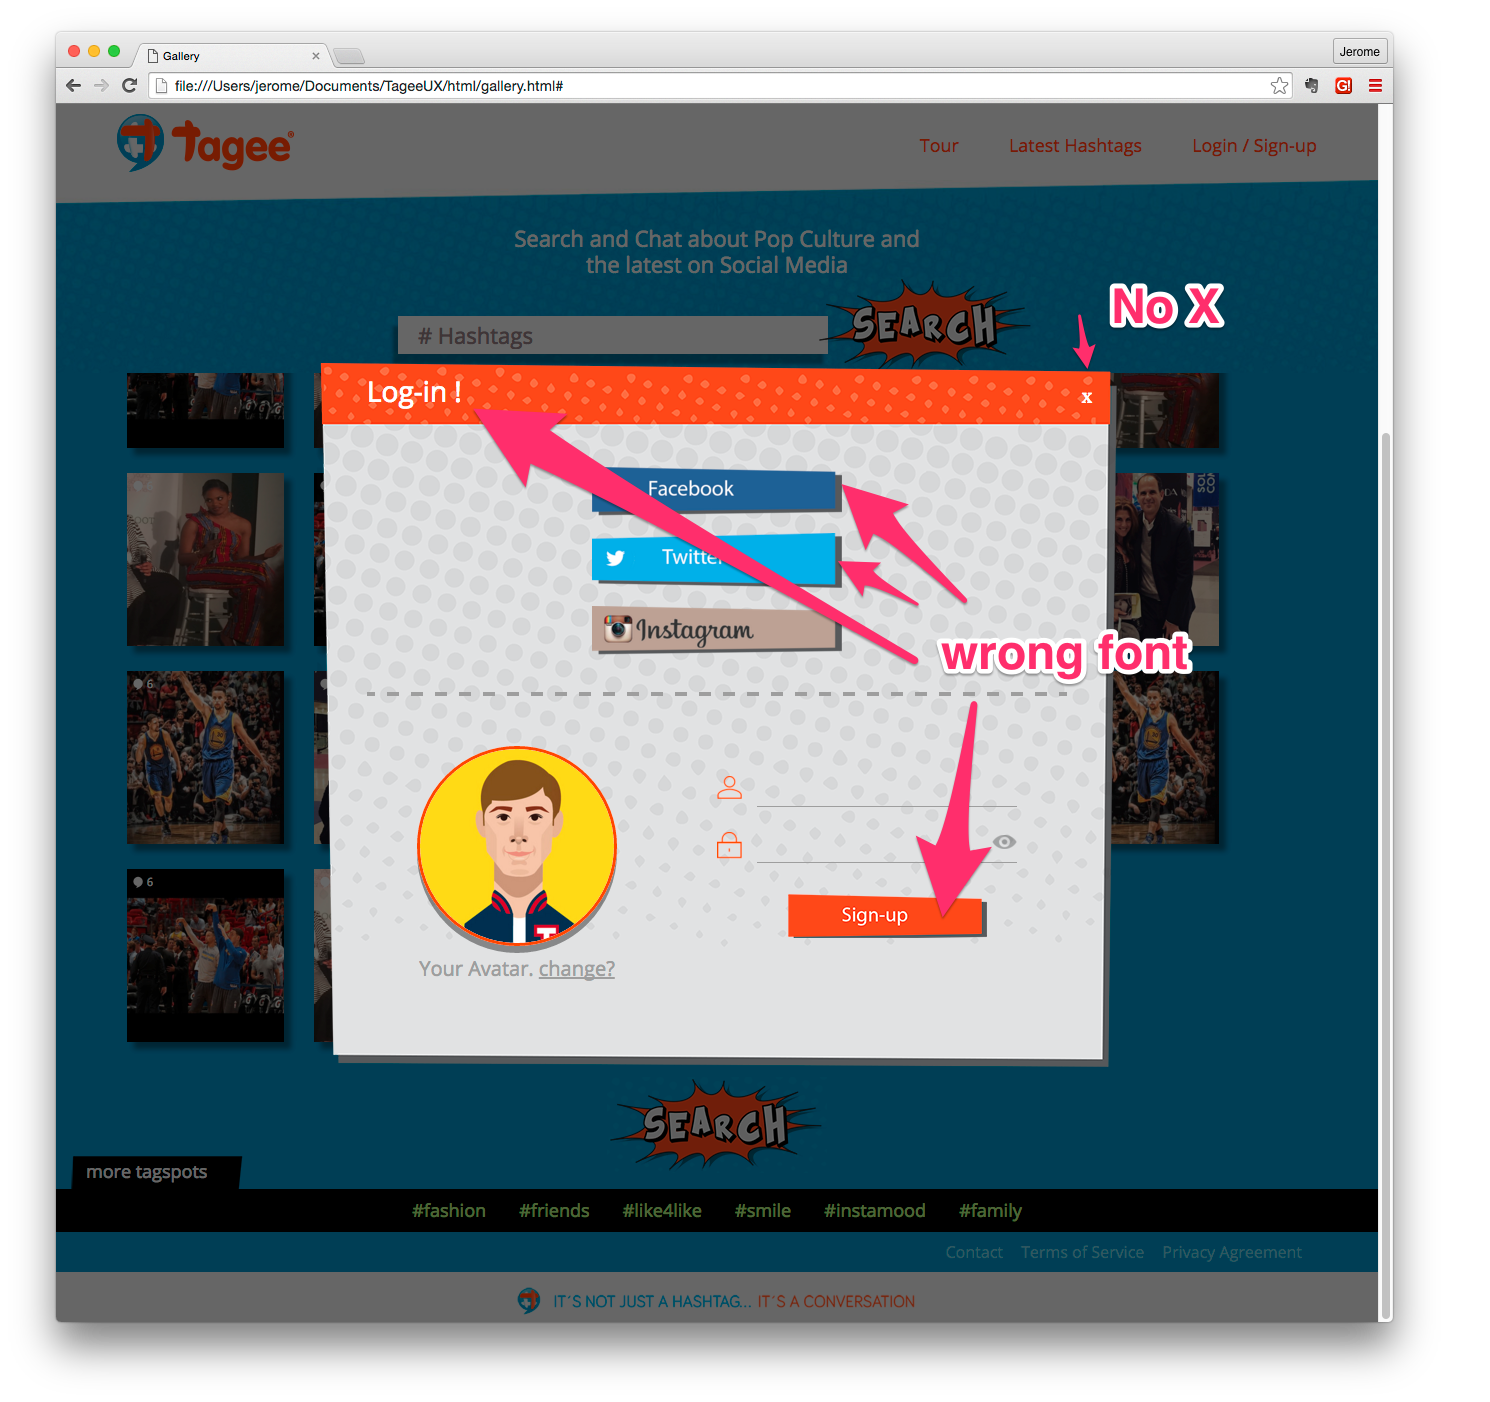 Gallery
Jerome
file:///Users/jerome/Documents/TageeUX/html/gallery.html#
G!
Tagee®
Tour Latest Hashtags Login / Sign-up
Search and Chat about Pop Culture and
the latest on Social Media
# Hashtags
SEARCH
No X
Log-in !
x
Facebook
Twitter
Instagram
wrong font
6
6
Sign-up
Your Avatar. change?
SEARCH
more tagspots
#fashion #friends #like4like #smile #instamood #family
Contact Terms of Service Privacy Agreement
IT´S NOT JUST A HASHTAG... IT´S A CONVERSATION